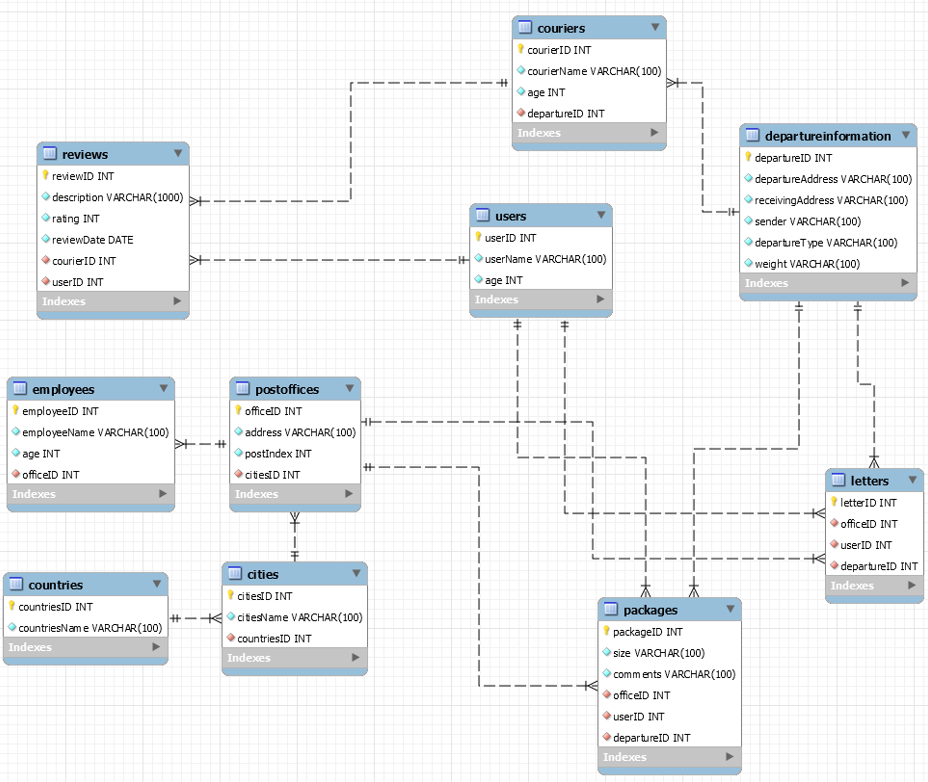 couriers
courierID INT
courierName VARCHAR(100)
age INT
departureID INT
Indexes
departureinformation
departureID INT
departureAddress VARCHAR(100)
receivingAddress VARCHAR(100)
sender VARCHAR(100)
departureType VARCHAR(100)
weight VARCHAR(100)
Indexes
reviews
reviewID INT
description VARCHAR(1000)
rating INT
reviewDate DATE
courierID INT
userID INT
Indexes
users
userID INT
userName VARCHAR(100)
age INT
Indexes
employees
employeeID INT
employeeName VARCHAR(100)
age INT
officeID INT
Indexes
postoffices
officeID INT
address VARCHAR(100)
postIndex INT
citiesID INT
Indexes
letters
letterID INT
officeID INT
userID INT
departureID INT
Indexes
countries
countriesID INT
countriesName VARCHAR(100)
Indexes
cities
citiesID INT
citiesName VARCHAR(100)
countriesID INT
Indexes
packages
packageID INT
size VARCHAR(100)
comments VARCHAR(100)
officeID INT
userID INT
departureID INT
Indexes